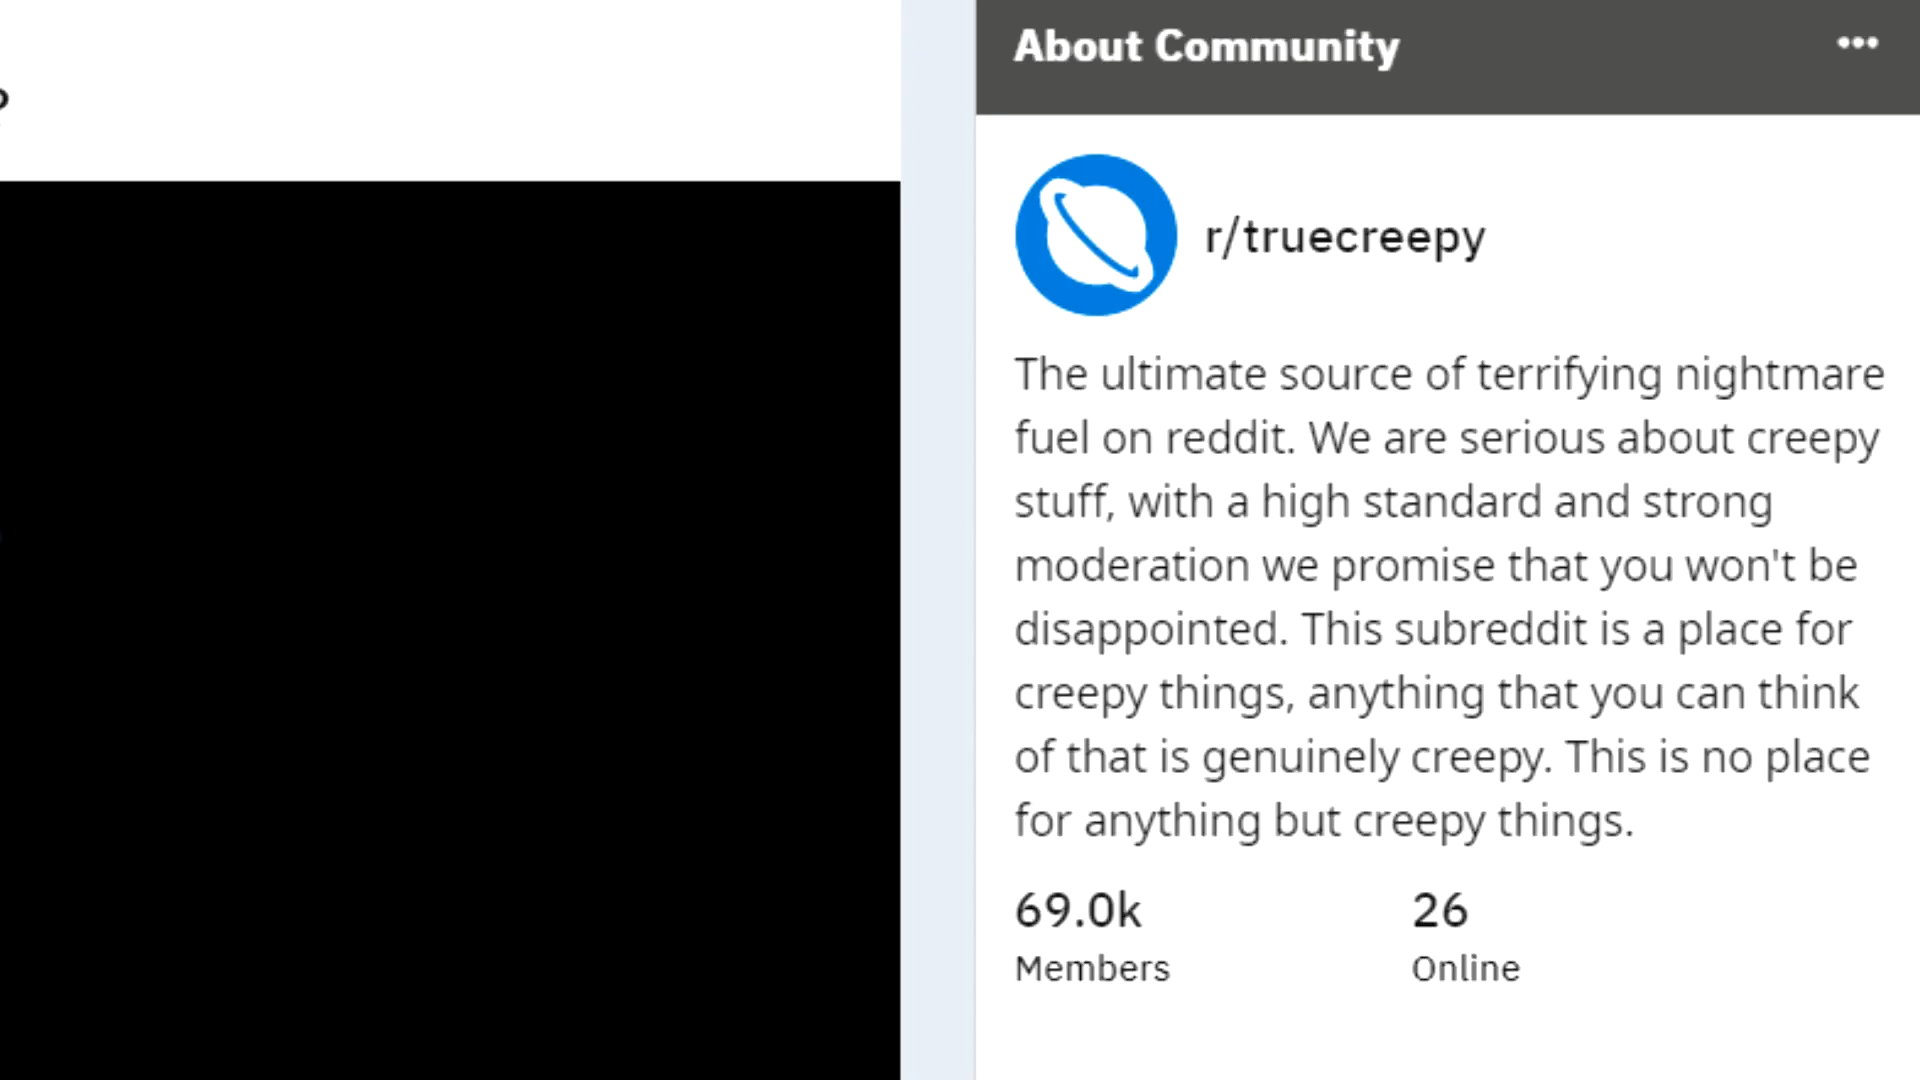 About Community
?
r/truecreepy
The ultimate source of terrifying nightmare
fuel on reddit. We are serious about creepy
stuff, with a high standard and strong
moderation we promise that you won't be
disappointed. This subreddit is a place for
creepy things, anything that you can think
of that is genuinely creepy. This is no place
for anything but creepy things.
69.0k 26
Members Online